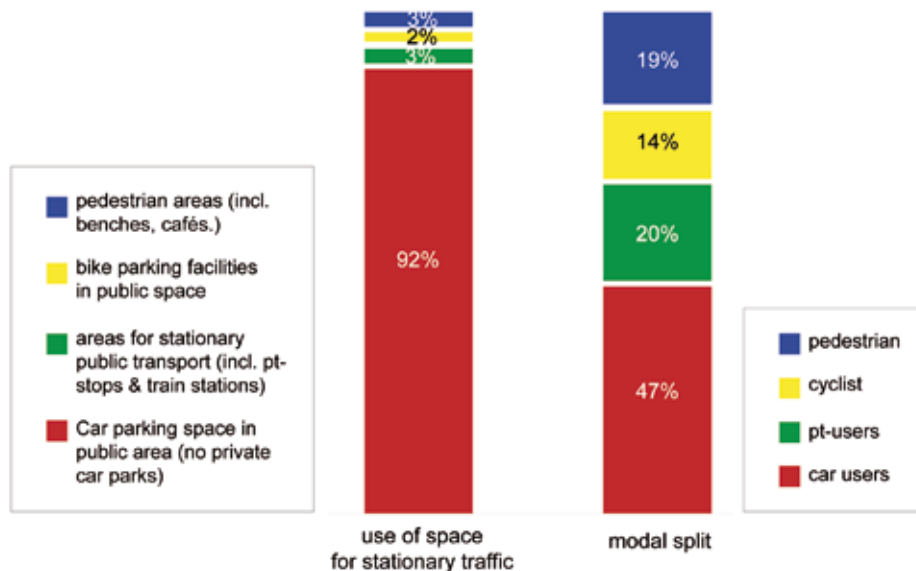 3%
2%
3%
92%
19%
14%
20%
47%
pedestrian areas (incl.
benches, cafés.)
bike parking facilities
in public space
areas for stationary
public transport (incl. pt-
stops & train stations)
Car parking space in
public area (no private
car parks)
pedestrian
cyclist
pt-users
car users
use of space
for stationary traffic
modal split